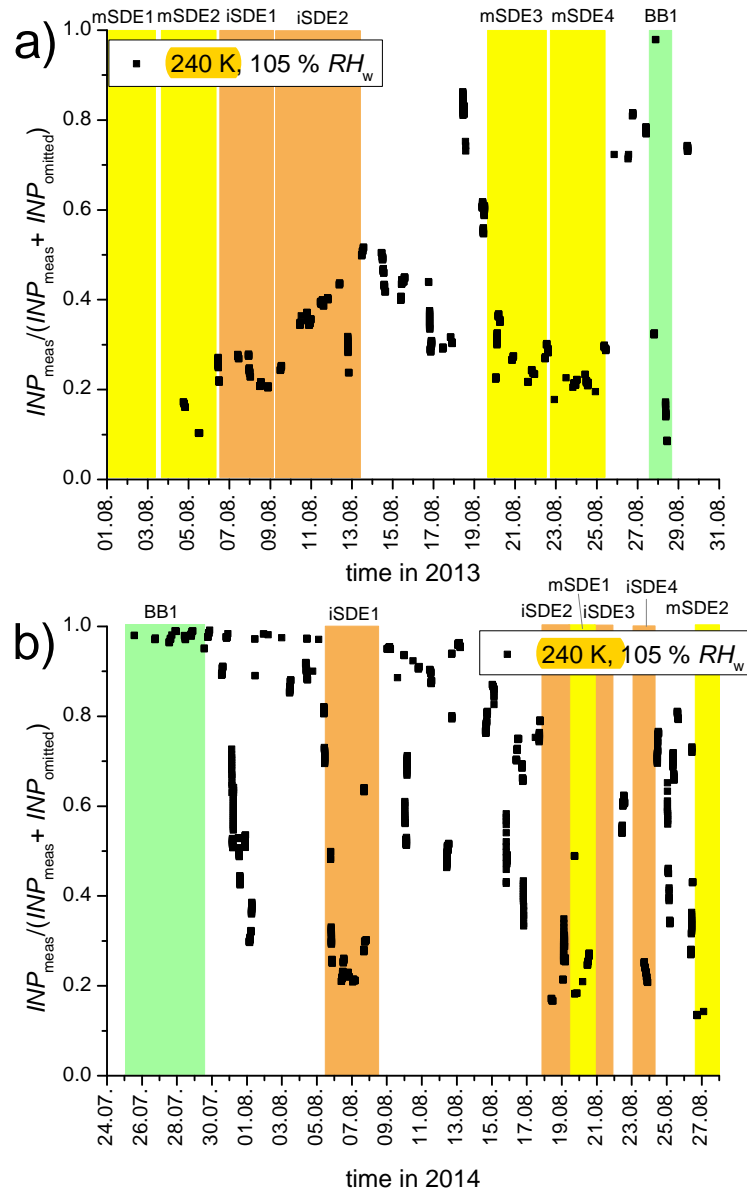 mSDE1 mSDE2 iSDE1 iSDE2 mSDE3 mSDE4 BB1
a)
240 K, 105 % RHw
1.0
0.8
0.6
0.4
0.2
0.0
INPmeas/(INPmeas + INPomitted)
01.08. 03.08. 05.08. 07.08. 09.08. 11.08. 13.08. 15.08. 17.08. 19.08. 21.08. 23.08. 25.08. 27.08. 29.08. 31.08.
time in 2013
mSDE1 iSDE4
BB1 iSDE1 iSDE2 iSDE3 mSDE2
b)
240 K, 105 % RHw
1.0
0.8
0.6
0.4
0.2
0.0
INPmeas/(INPmeas + INPomitted)
24.07. 26.07. 28.07. 30.07. 01.08. 03.08. 05.08. 07.08. 09.08. 11.08. 13.08. 15.08. 17.08. 19.08. 21.08. 23.08. 25.08. 27.08.
time in 2014